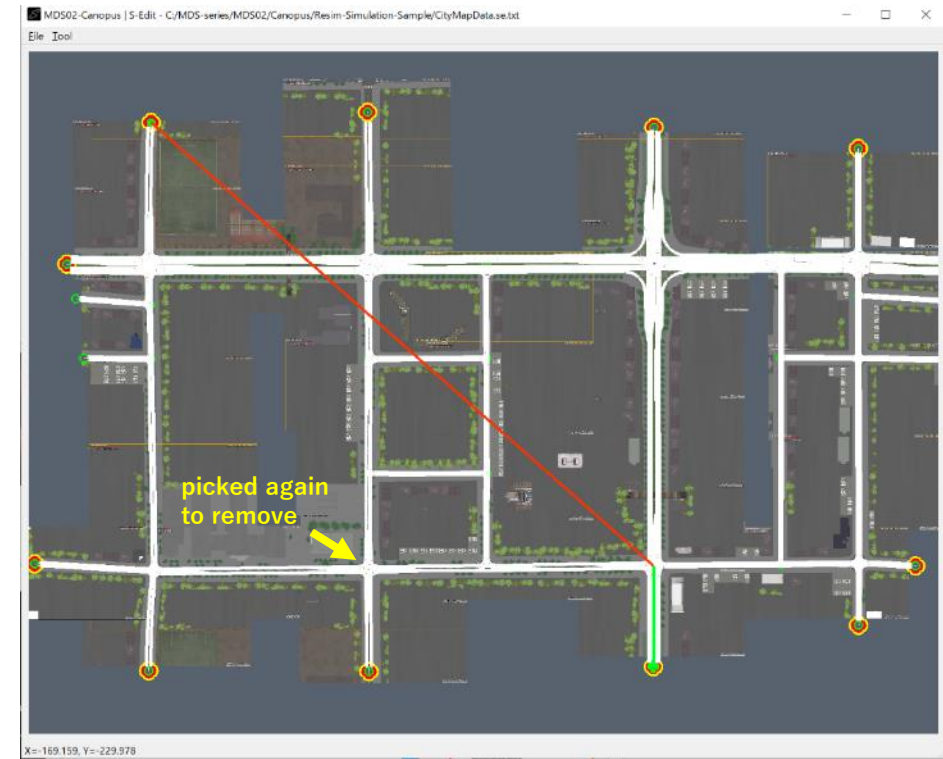 MDS02-Canopus | S-Edit - C:/MDS-series/MDS02/Canopus/Resim-Simulation-Sample/CityMapData.se.txt
File Tool
picked again
to remove
X=-169.159, Y=-229.978